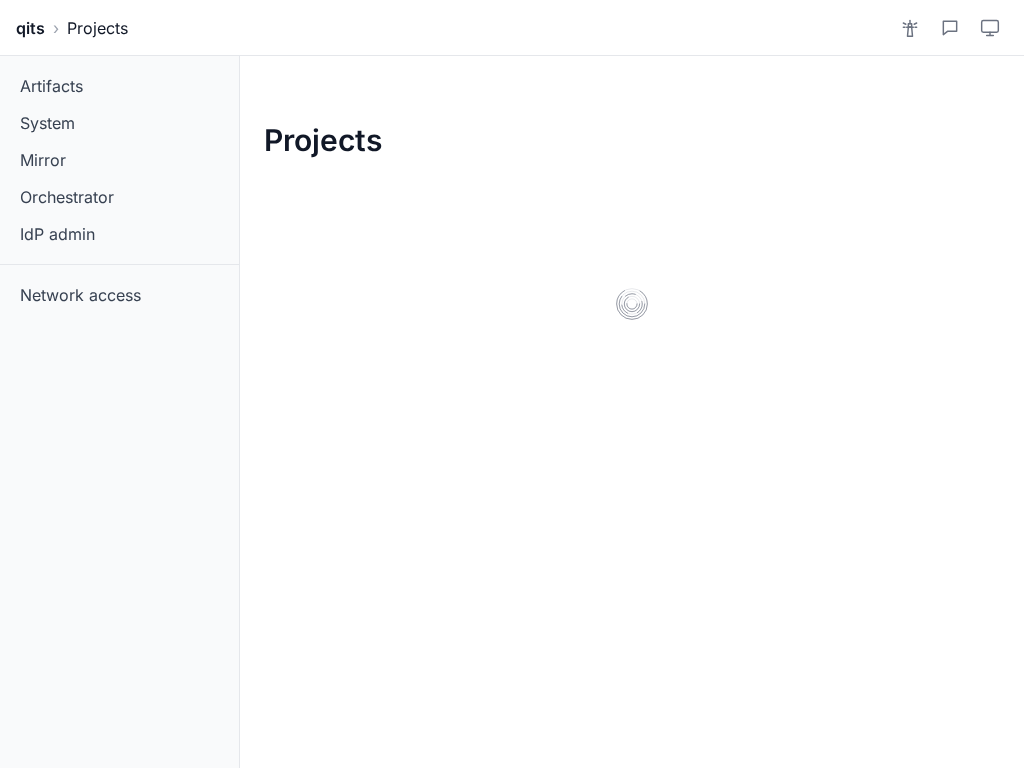 qits › Projects
Artifacts
System
Mirror
Orchestrator
IdP admin
Network access
Projects